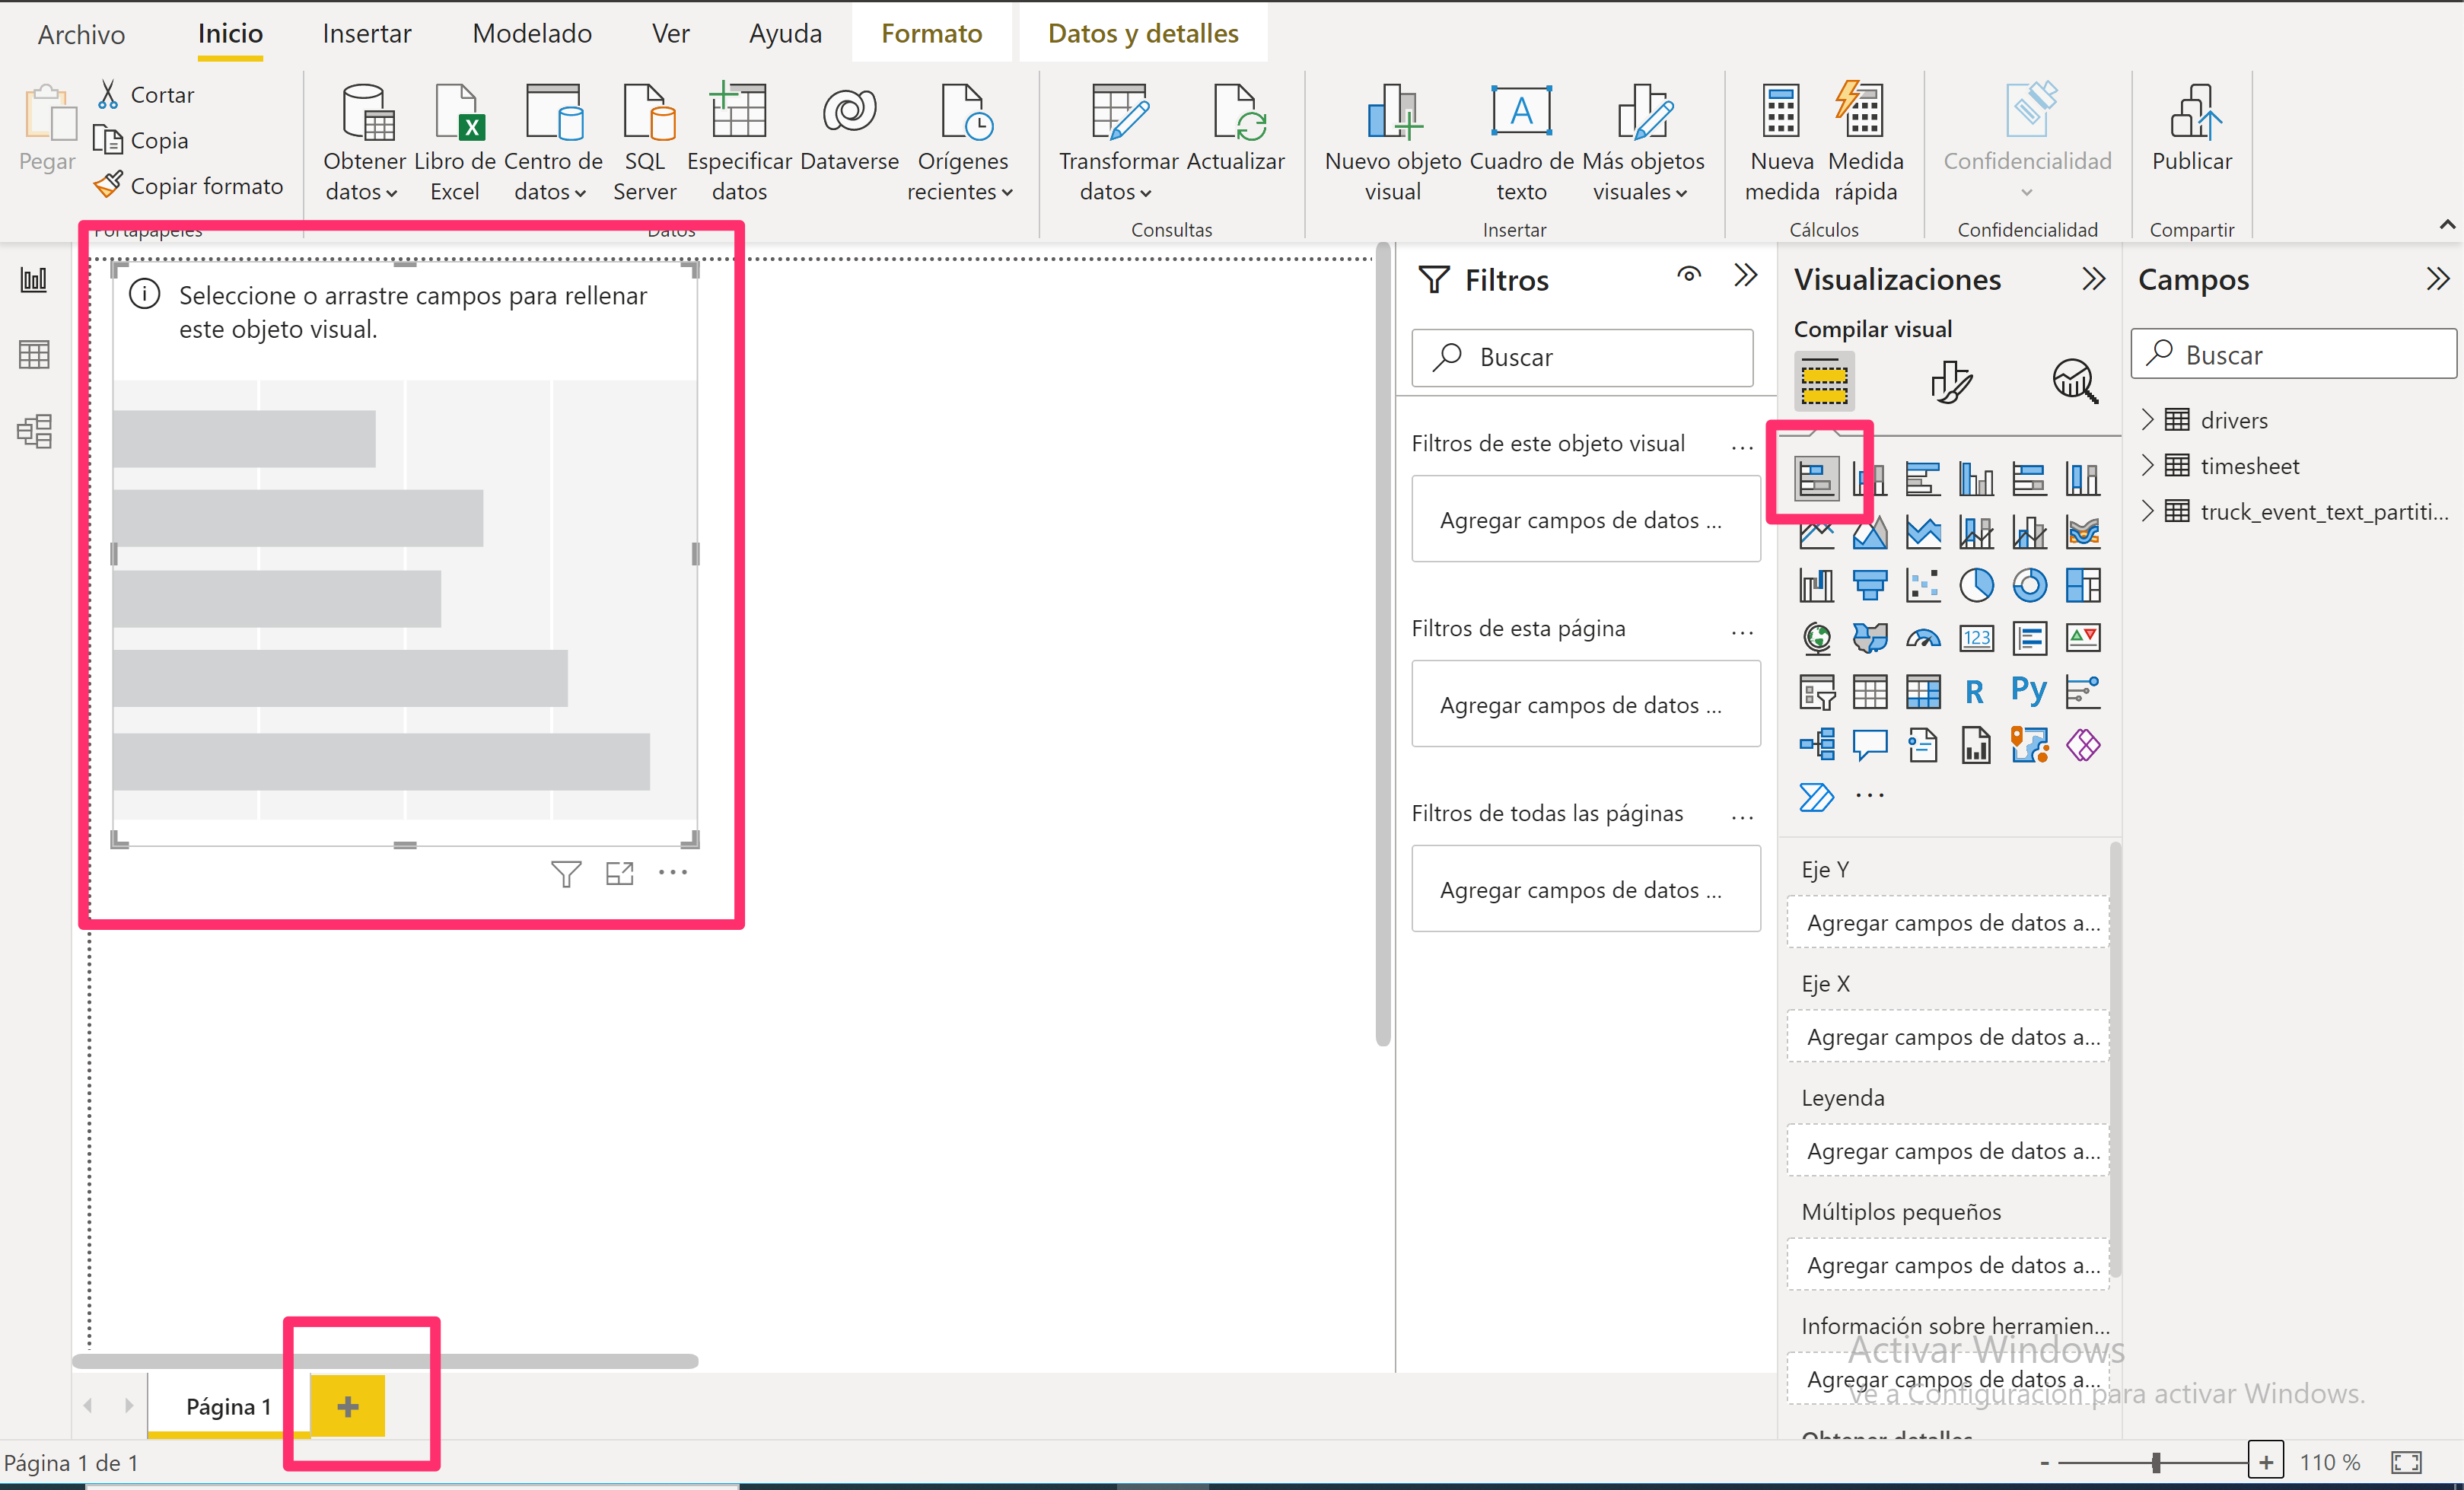 Archivo
Inicio
Insertar
Modelado
Ver
Ayuda
Formato
Datos y detalles
Pegar
Cortar
Copia
Copiar formato
Portapapeles
Obtener
datos
Libro de
Excel
Centro de
datos
SQL
Server
Especificar
datos
Dataverse
Orígenes
recientes
Datos
Transformar
datos
Actualizar
Consultas
Nuevo objeto
visual
Cuadro de
texto
Más objetos
visuales
Insertar
Nueva
medida
Medida
rápida
Cálculos
Confidencialidad
Confidencialidad
Publicar
Compartir
Seleccione o arrastre campos para rellenar
este objeto visual.
Filtros
Buscar
Filtros de este objeto visual ...
Agregar campos de datos ...
Filtros de esta página ...
Agregar campos de datos ...
Filtros de todas las páginas ...
Agregar campos de datos ...
Visualizaciones
Compilar visual
123
R
Py
...
Eje Y
Agregar campos de datos a...
Eje X
Agregar campos de datos a...
Leyenda
Agregar campos de datos a...
Múltiplos pequeños
Agregar campos de datos a...
Información sobre herramien...
Agregar campos de datos a...
Obtener detalles
Campos
Buscar
drivers
timesheet
truck_event_text_partiti...
Activar Windows
Ve a Configuración para activar Windows.
Página 1
+
Página 1 de 1
- + 110 %